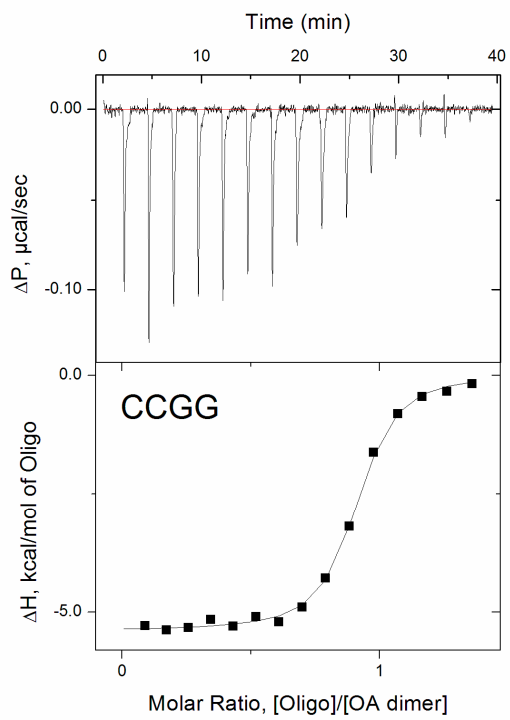 Time (min)
0 10 20 30 40
0.00
-0.10
ΔP, µcal/sec
0.0
-5.0
CCGG
ΔH, kcal/mol of Oligo
0 1
Molar Ratio, [Oligo]/[OA dimer]